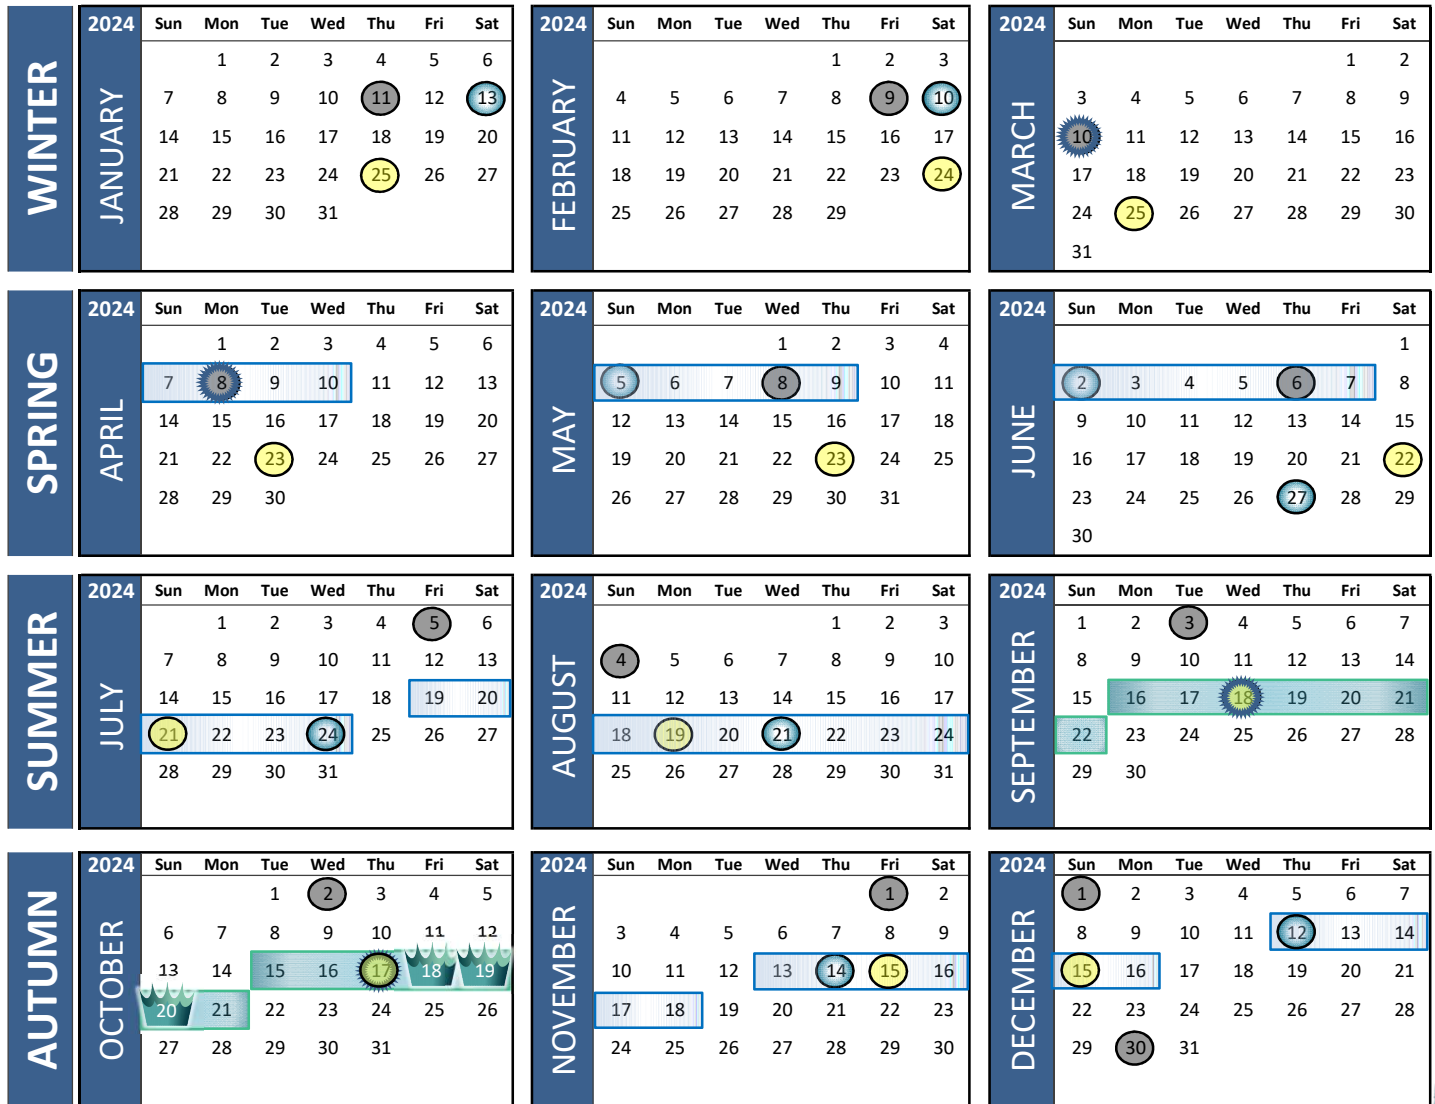 WINTER
JANUARY
2024 Sun Mon Tue Wed Thu Fri Sat
1 2 3 4 5 6
7 8 9 10 11 12 13
14 15 16 17 18 19 20
21 22 23 24 25 26 27
28 29 30 31
FEBRUARY
2024 Sun Mon Tue Wed Thu Fri Sat
1 2 3
4 5 6 7 8 9 10
11 12 13 14 15 16 17
18 19 20 21 22 23 24
25 26 27 28 29
MARCH
2024 Sun Mon Tue Wed Thu Fri Sat
1 2
3 4 5 6 7 8 9
10 11 12 13 14 15 16
17 18 19 20 21 22 23
24 25 26 27 28 29 30
31
SPRING
APRIL
2024 Sun Mon Tue Wed Thu Fri Sat
1 2 3 4 5 6
7 8 9 10 11 12 13
14 15 16 17 18 19 20
21 22 23 24 25 26 27
28 29 30
MAY
2024 Sun Mon Tue Wed Thu Fri Sat
1 2 3 4
5 6 7 8 9 10 11
12 13 14 15 16 17 18
19 20 21 22 23 24 25
26 27 28 29 30 31
JUNE
2024 Sun Mon Tue Wed Thu Fri Sat
1
2 3 4 5 6 7 8
9 10 11 12 13 14 15
16 17 18 19 20 21 22
23 24 25 26 27 28 29
30
SUMMER
JULY
2024 Sun Mon Tue Wed Thu Fri Sat
1 2 3 4 5 6
7 8 9 10 11 12 13
14 15 16 17 18 19 20
21 22 23 24 25 26 27
28 29 30 31
AUGUST
2024 Sun Mon Tue Wed Thu Fri Sat
1 2 3
4 5 6 7 8 9 10
11 12 13 14 15 16 17
18 19 20 21 22 23 24
25 26 27 28 29 30 31
SEPTEMBER
2024 Sun Mon Tue Wed Thu Fri Sat
1 2 3 4 5 6 7
8 9 10 11 12 13 14
15 16 17 18 19 20 21
22 23 24 25 26 27 28
29 30
AUTUMN
OCTOBER
2024 Sun Mon Tue Wed Thu Fri Sat
1 2 3 4 5
6 7 8 9 10 11 12
13 14 15 16 17 18 19
20 21 22 23 24 25 26
27 28 29 30 31
NOVEMBER
2024 Sun Mon Tue Wed Thu Fri Sat
1 2
3 4 5 6 7 8 9
10 11 12 13 14 15 16
17 18 19 20 21 22 23
24 25 26 27 28 29 30
DECEMBER
2024 Sun Mon Tue Wed Thu Fri Sat
1 2 3 4 5 6 7
8 9 10 11 12 13 14
15 16 17 18 19 20 21
22 23 24 25 26 27 28
29 30 31